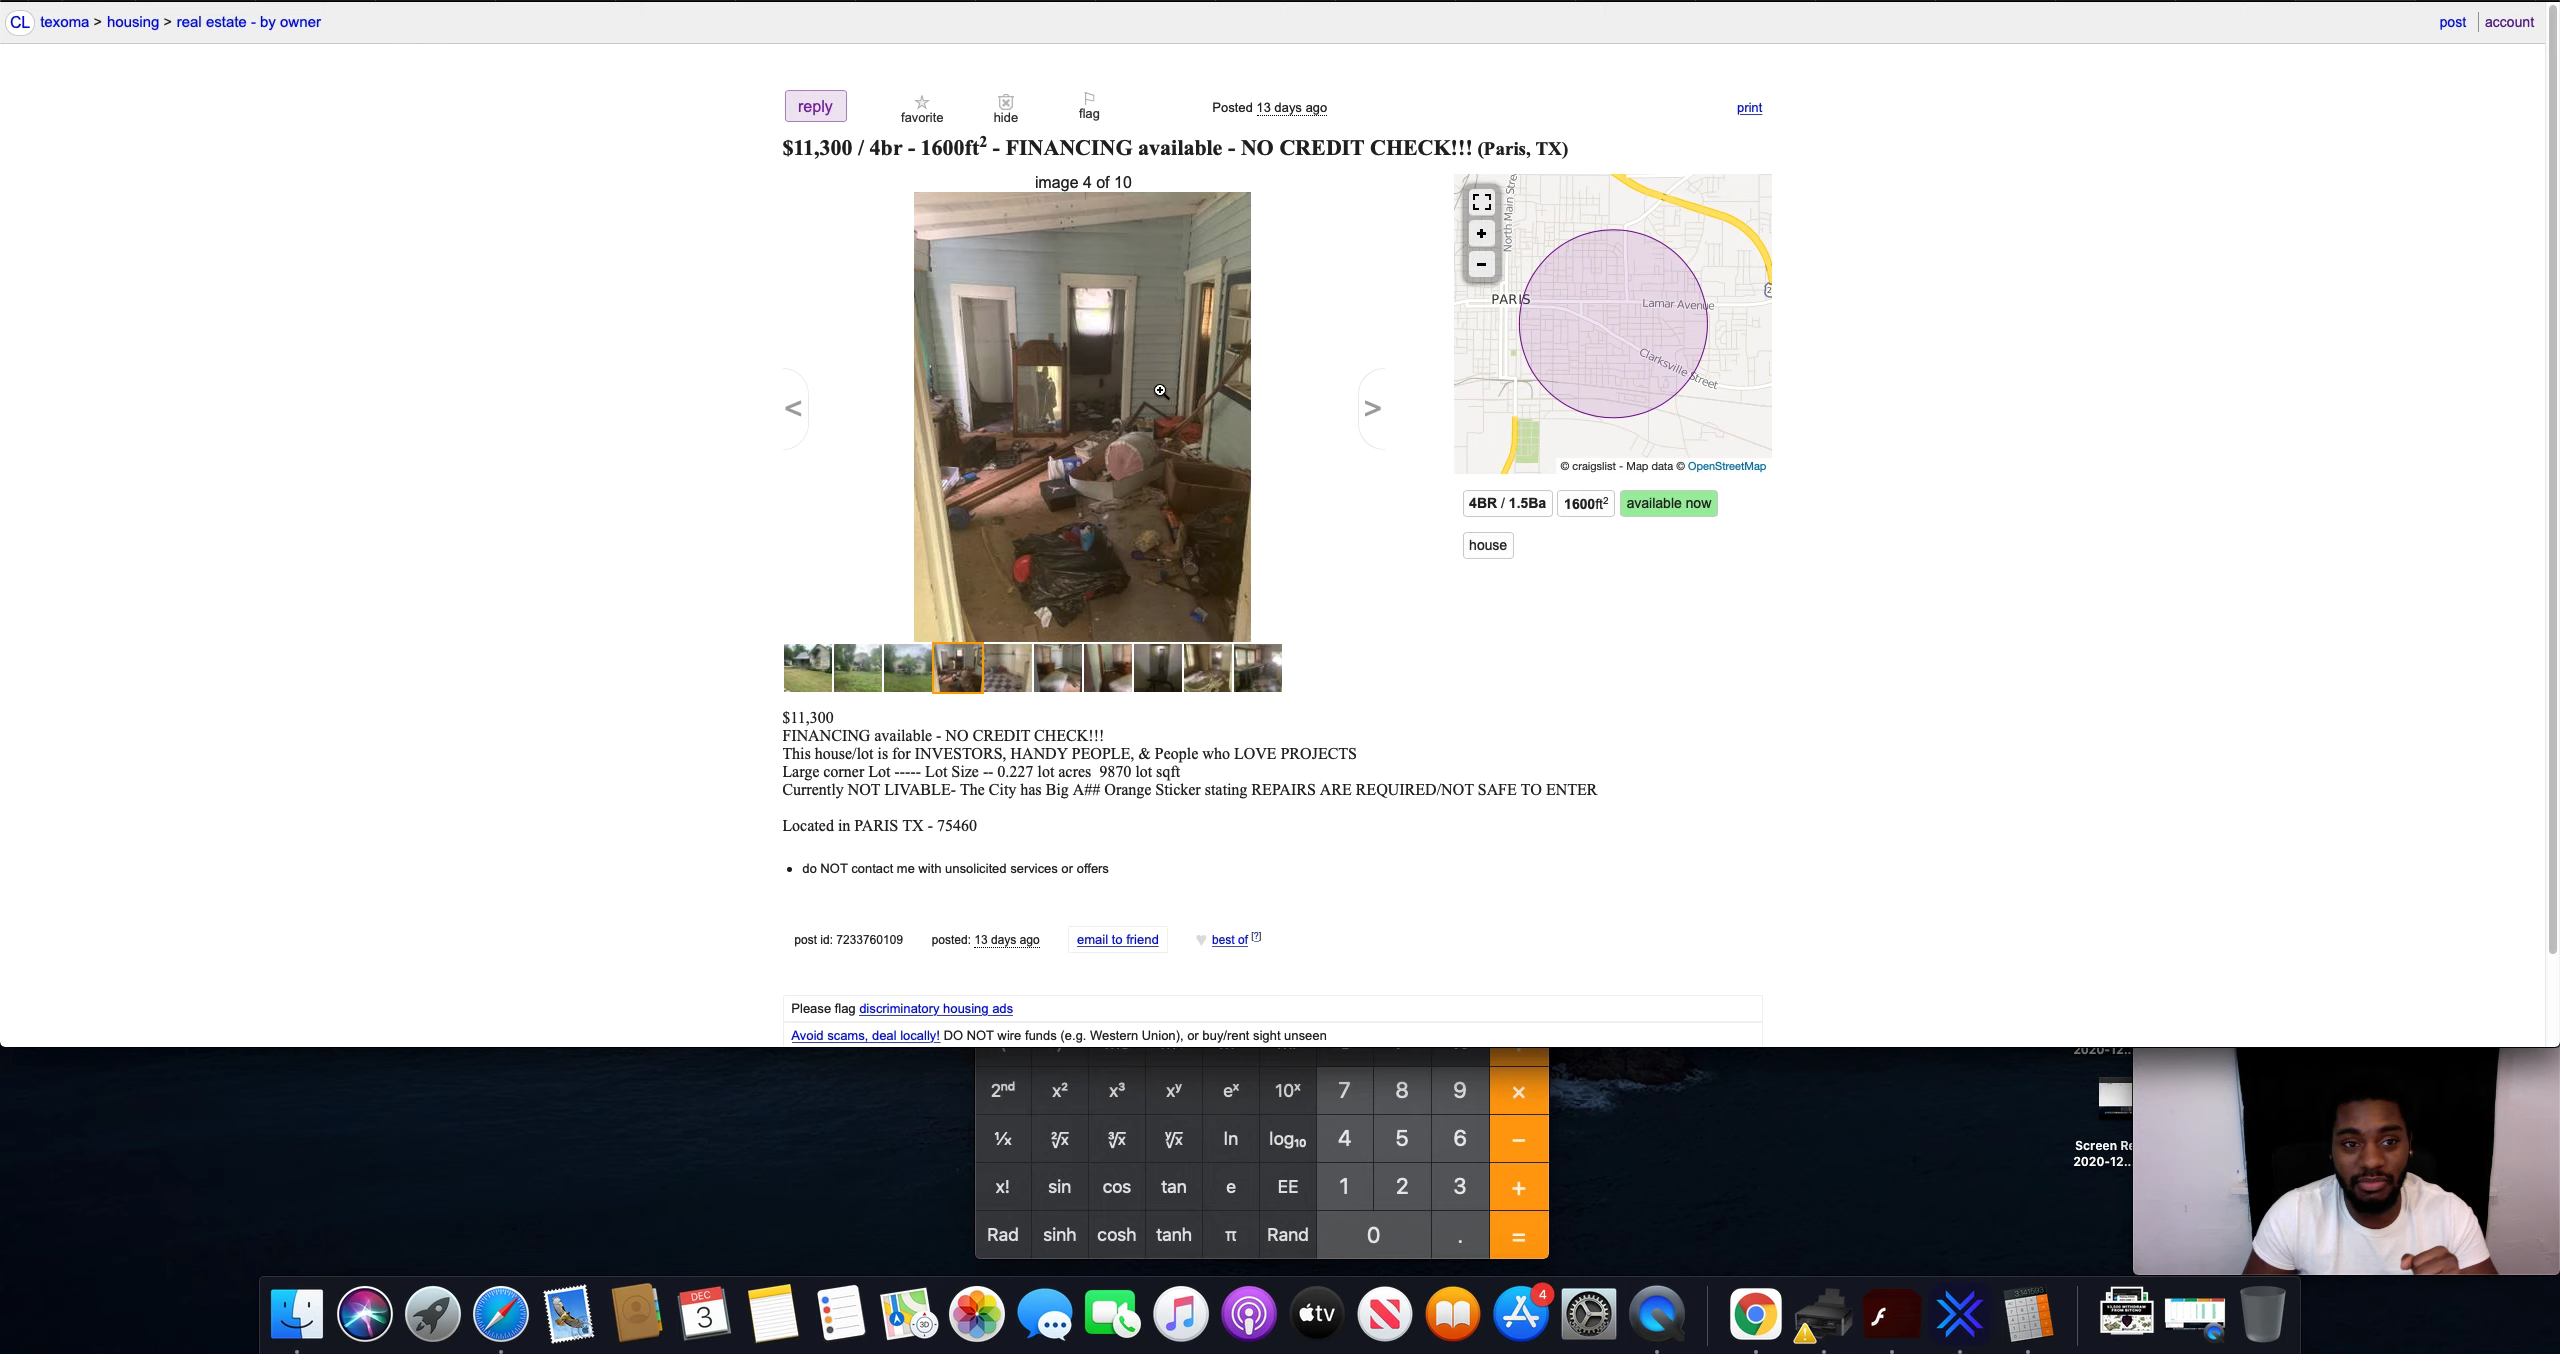 CL texoma > housing > real estate - by owner
post account
reply favorite hide flag Posted 13 days ago print
$11,300 / 4br - 1600ft2 - FINANCING available - NO CREDIT CHECK!!! (Paris, TX)
image 4 of 10
North Main Stre
+
-
PARIS
Lamar Avenue
Clarksville Street
2
© craigslist - Map data © OpenStreetMap
< >
4BR / 1.5Ba 1600ft2 available now
house
$11,300
FINANCING available - NO CREDIT CHECK!!!
This house/lot is for INVESTORS, HANDY PEOPLE, & People who LOVE PROJECTS
Large corner Lot ----- Lot Size -- 0.227 lot acres 9870 lot sqft
Currently NOT LIVABLE- The City has Big A## Orange Sticker stating REPAIRS ARE REQUIRED/NOT SAFE TO ENTER
Located in PARIS TX - 75460
• do NOT contact me with unsolicited services or offers
post id: 7233760109 posted: 13 days ago email to friend ♥ best of [?]
Please flag discriminatory housing ads
Avoid scams, deal locally! DO NOT wire funds (e.g. Western Union), or buy/rent sight unseen
2020-12...
2nd x² x³ xʸ eˣ 10ˣ 7 8 9 ×
¹⁄x ²√x ³√x ʸ√x ln log₁₀ 4 5 6 −
x! sin cos tan e EE 1 2 3 +
Rad sinh cosh tanh π Rand 0 . =
Screen Re
2020-12...
DEC
3
3D
tv
4